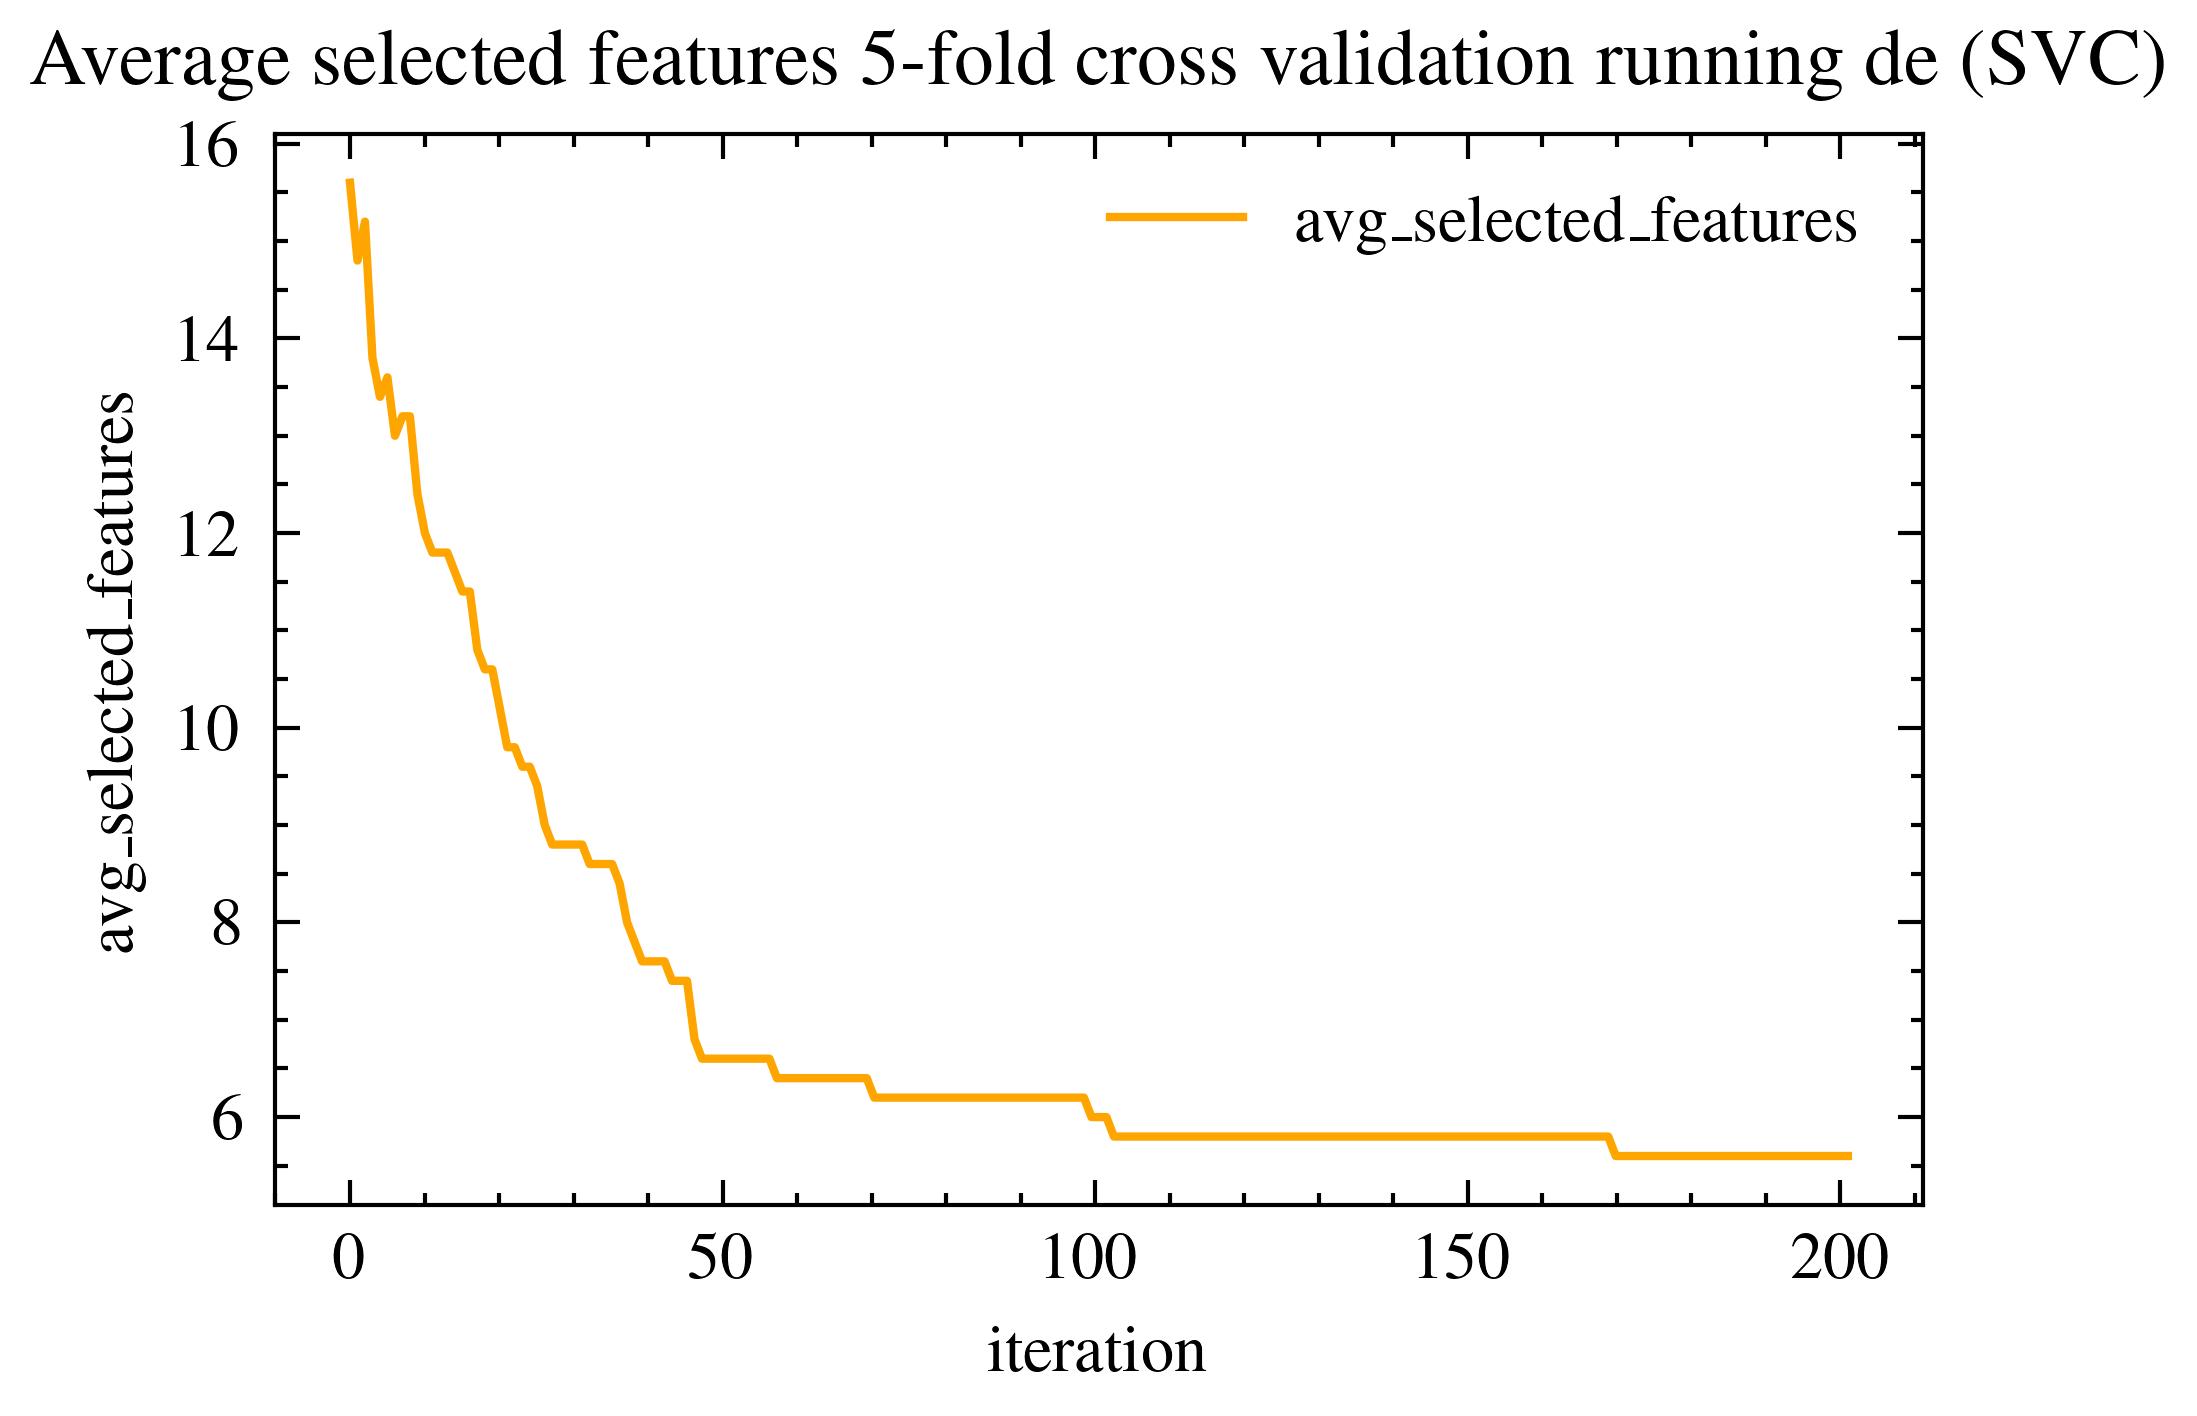 Average selected features 5-fold cross validation running de (SVC)
avg_selected_features
avg_selected_features
16
14
12
10
8
6
0 50 100 150 200
iteration